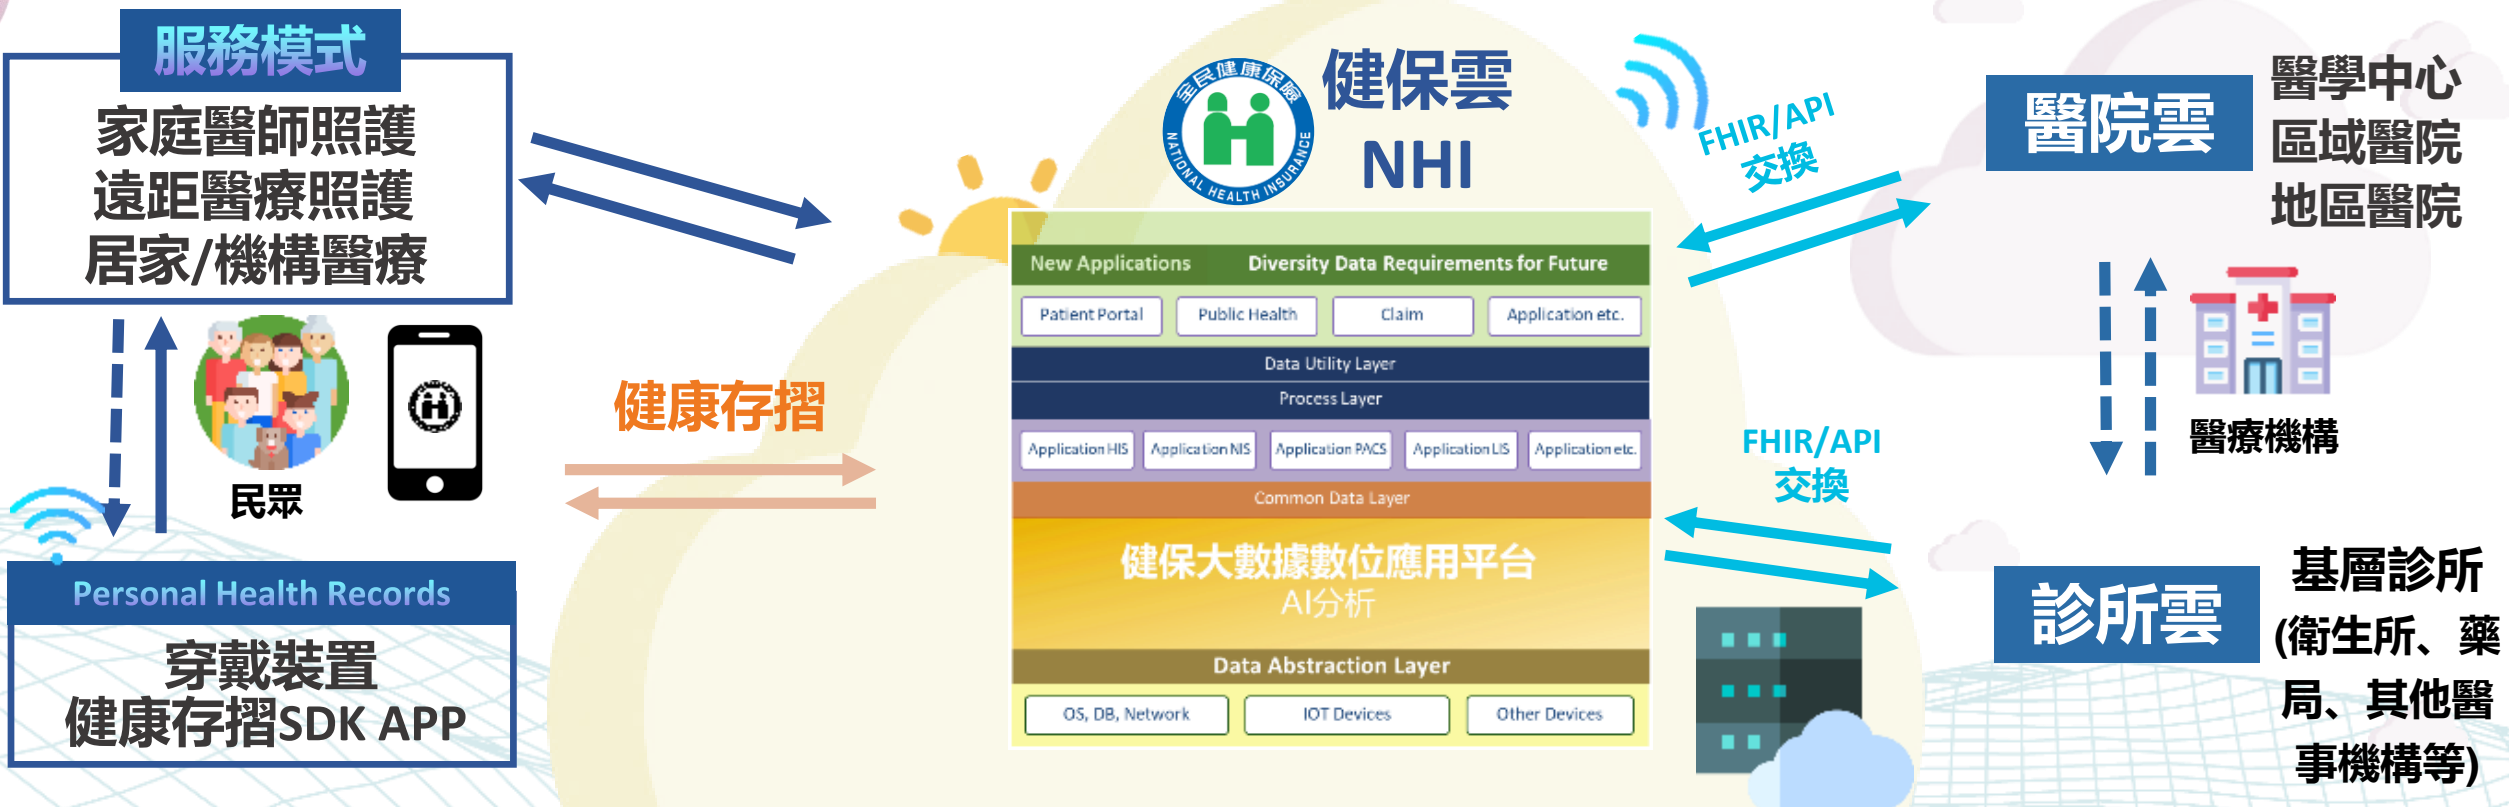 服務模式
家庭醫師照護
遠距醫療照護
居家/機構醫療
民眾
Personal Health Records
穿戴裝置
健康存摺SDK APP
健康存摺
全民健康保險
NATIONAL HEALTH INSURANCE
健保雲
NHI
New Applications Diversity Data Requirements for Future
Patient Portal Public Health Claim Application etc.
Data Utility Layer
Process Layer
Application HIS Application NIS Application PACS Application LIS Application etc.
Common Data Layer
健保大數據數位應用平台
AI分析
Data Abstraction Layer
OS, DB, Network IOT Devices Other Devices
FHIR/API
交換
FHIR/API
交換
醫院雲
醫學中心
區域醫院
地區醫院
醫療機構
診所雲
基層診所
(衛生所、藥
局、其他醫
事機構等)